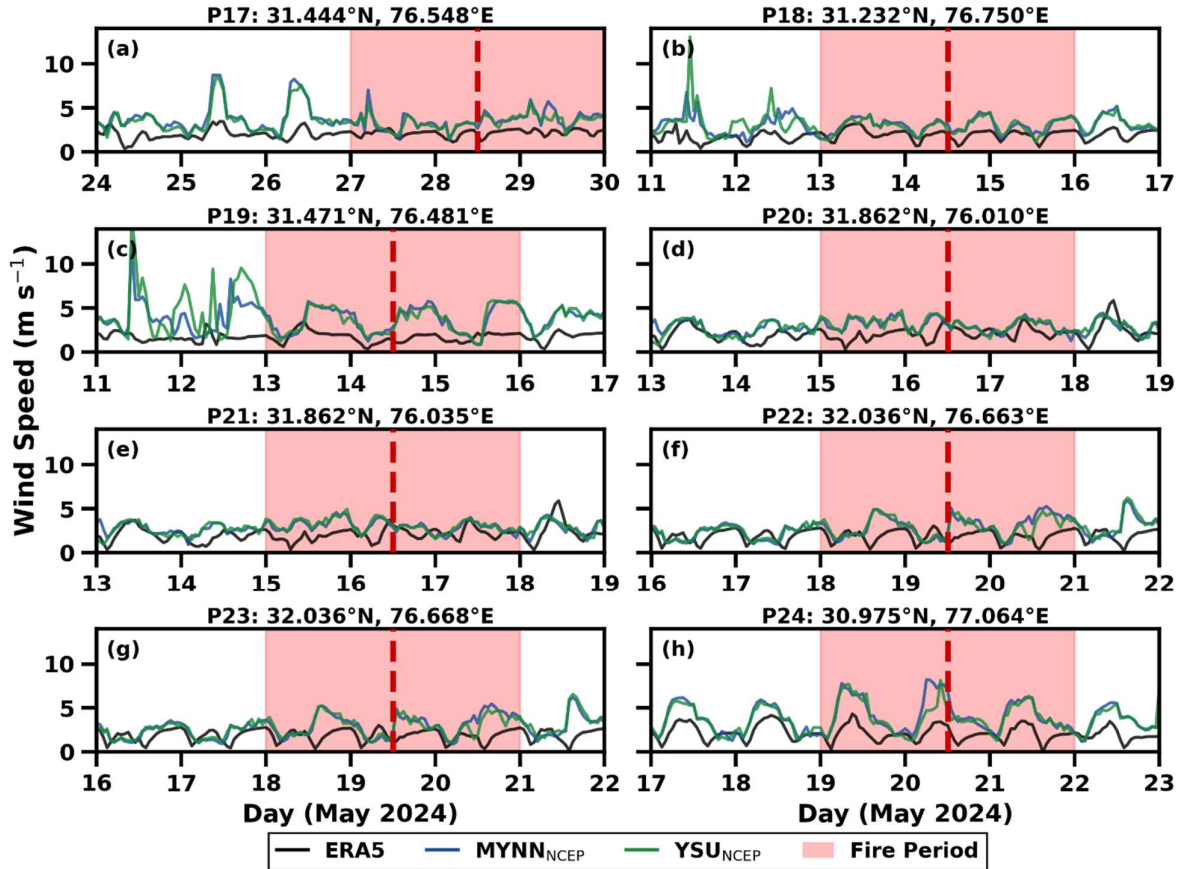 P17: 31.444°N, 76.548°E
P18: 31.232°N, 76.750°E
(a)
(b)
10
5
0
24 25 26 27 28 29 30
11 12 13 14 15 16 17
P19: 31.471°N, 76.481°E
P20: 31.862°N, 76.010°E
(c)
(d)
10
5
0
11 12 13 14 15 16 17
13 14 15 16 17 18 19
P21: 31.862°N, 76.035°E
P22: 32.036°N, 76.663°E
(e)
(f)
10
5
0
13 14 15 16 17 18 19
16 17 18 19 20 21 22
P23: 32.036°N, 76.668°E
P24: 30.975°N, 77.064°E
(g)
(h)
10
5
0
16 17 18 19 20 21 22
17 18 19 20 21 22 23
Wind Speed (m s⁻¹)
Day (May 2024)
Day (May 2024)
ERA5 MYNN_NCEP YSU_NCEP Fire Period